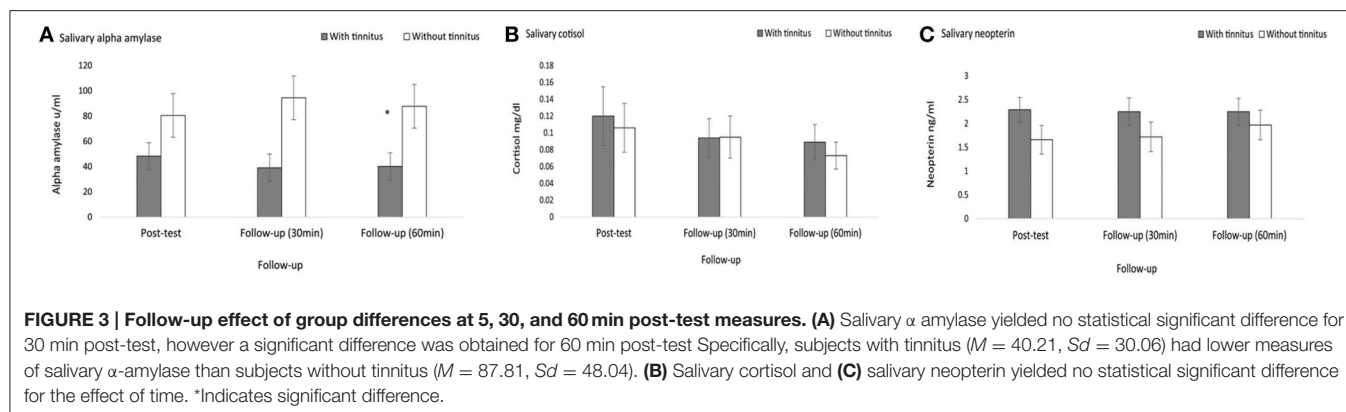 A Salivary alpha amylase
With tinnitus Without tinnitus
Alpha amylase u/ml
120
100
80
60
40
20
0
*
Post-test Follow-up (30min) Follow-up (60min)
Follow-up
B Salivary cotisol
With tinnitus Without tinnitus
Cortisol mg/dl
0.18
0.16
0.14
0.12
0.1
0.08
0.06
0.04
0.02
0
Post-test Follow-up (30min) Follow-up (60min)
Follow-up
C Salivary neopterin
With tinnitus Without tinnitus
Neopterin ng/ml
3
2.5
2
1.5
1
0.5
0
Post-test Follow-up (30min) Follow-up (60min)
Follow-up
FIGURE 3 | Follow-up effect of group differences at 5, 30, and 60 min post-test measures. (A) Salivary α amylase yielded no statistical significant difference for
30 min post-test, however a significant difference was obtained for 60 min post-test Specifically, subjects with tinnitus (M = 40.21, Sd = 30.06) had lower measures
of salivary α-amylase than subjects without tinnitus (M = 87.81, Sd = 48.04). (B) Salivary cortisol and (C) salivary neopterin yielded no statistical significant difference
for the effect of time. *Indicates significant difference.